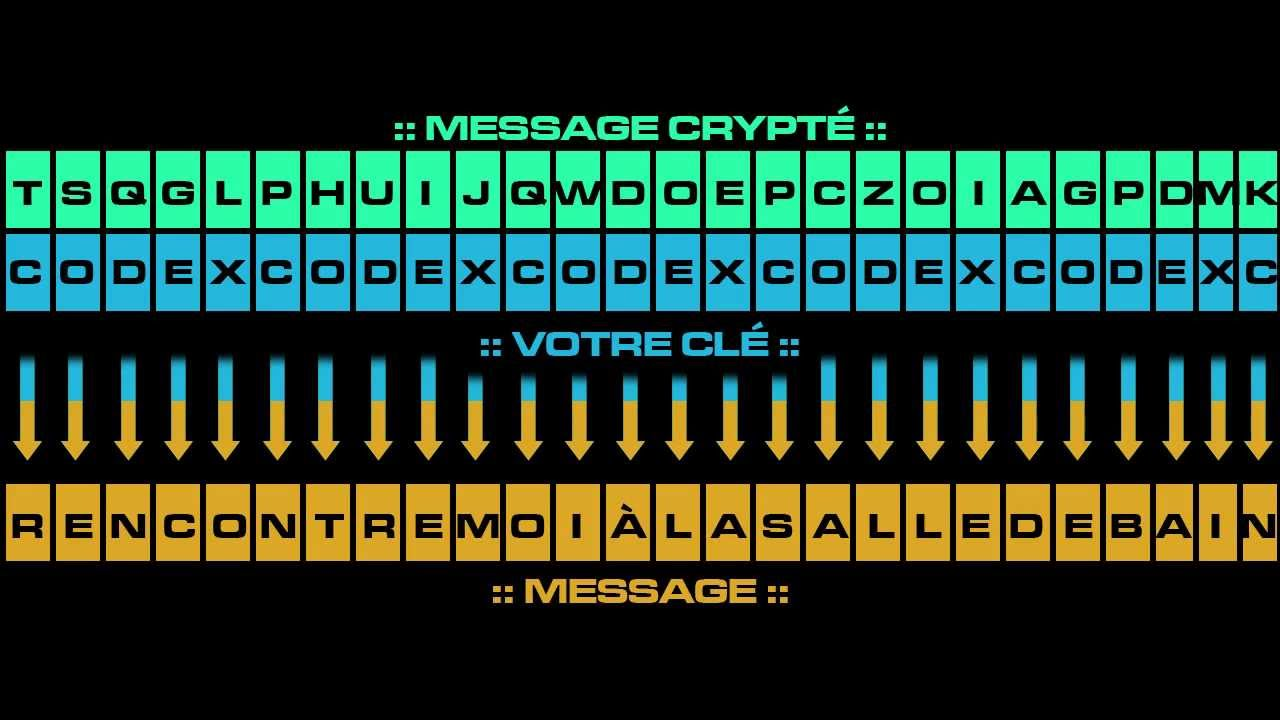 :: MESSAGE CRYPTÉ ::
T S Q G L P H U I J Q W D O E P C Z O I A G P D M K
C O D E X C O D E X C O D E X C O D E X C O D E X C
:: VOTRE CLÉ ::
R E N C O N T R E M O I À L A S A L L E D E B A I N
:: MESSAGE ::